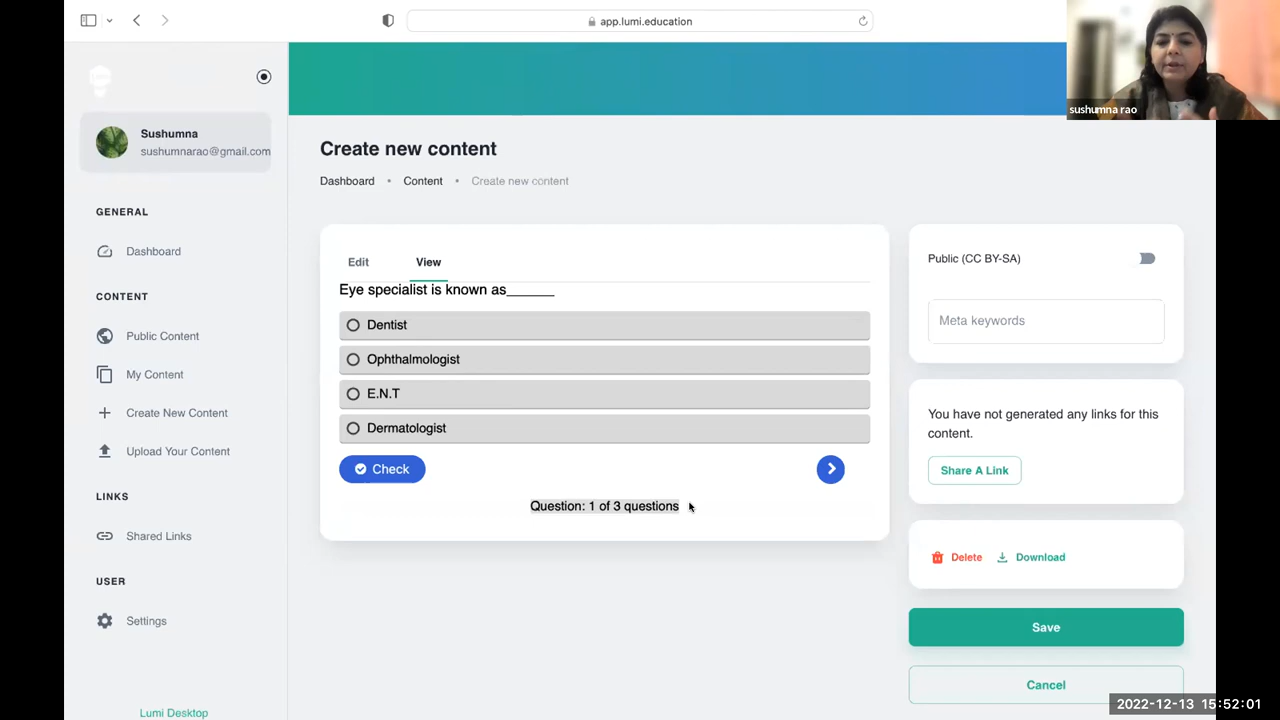 app.lumi.education
sushumna rao
Sushumna
sushumnarao@gmail.com
GENERAL
Dashboard
CONTENT
Public Content
My Content
Create New Content
Upload Your Content
LINKS
Shared Links
USER
Settings
Lumi Desktop
Create new content
Dashboard • Content • Create new content
Edit View
Eye specialist is known as______
Dentist
Ophthalmologist
E.N.T
Dermatologist
Check
Question: 1 of 3 questions
Public (CC BY-SA)
Meta keywords
You have not generated any links for this
content.
Share A Link
Delete Download
Save
Cancel
2022-12-13 15:52:01